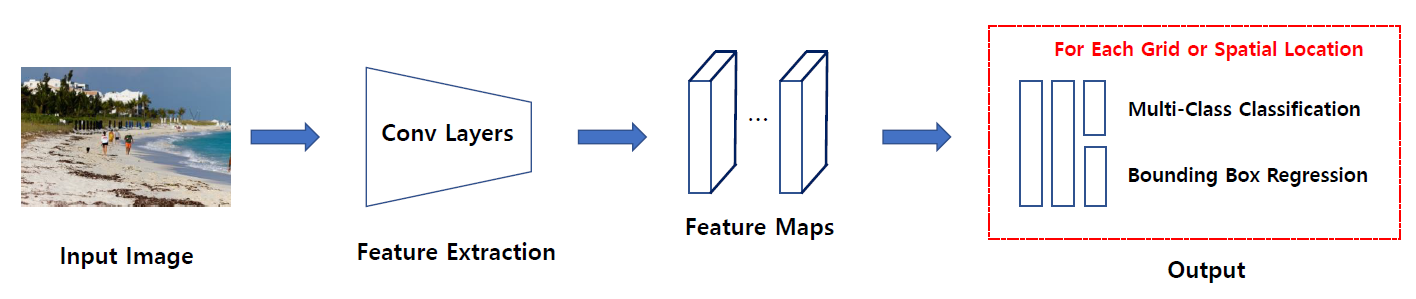 For Each Grid or Spatial Location
Conv Layers
...
Multi-Class Classification
Bounding Box Regression
Feature Maps
Input Image
Feature Extraction
Output